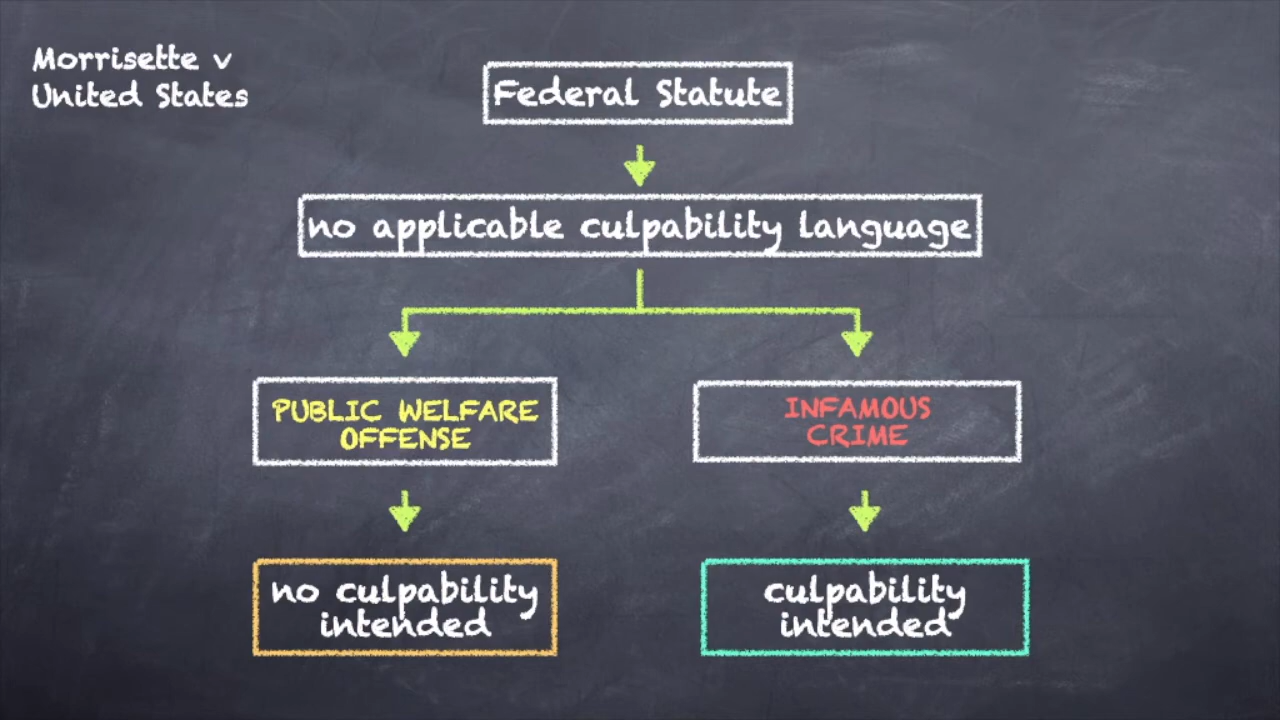 Morrisette v
United States
Federal Statute
no applicable culpability language
PUBLIC WELFARE
OFFENSE
INFAMOUS
CRIME
no culpability
intended
culpability
intended